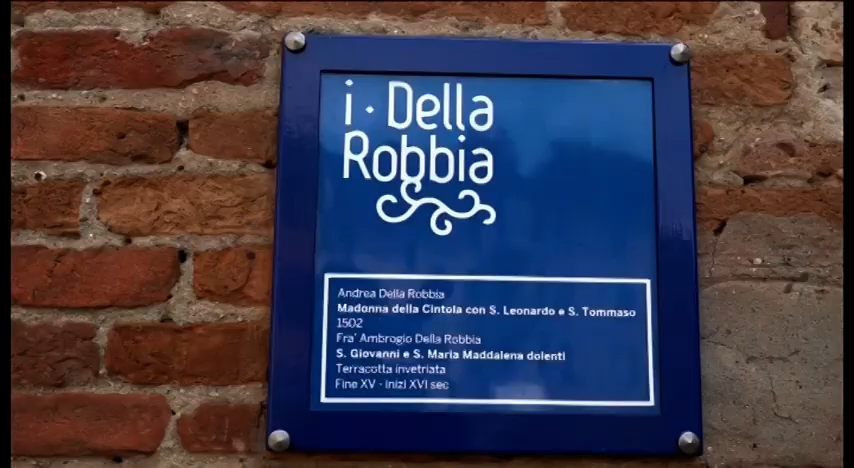 i · Della
Robbia
Andrea Della Robbia
Madonna della Cintola con S. Leonardo e S. Tommaso
1502
Fra' Ambrogio Della Robbia
S. Giovanni e S. Maria Maddalena dolenti
Terracotta invetriata
Fine XV - inizi XVI sec